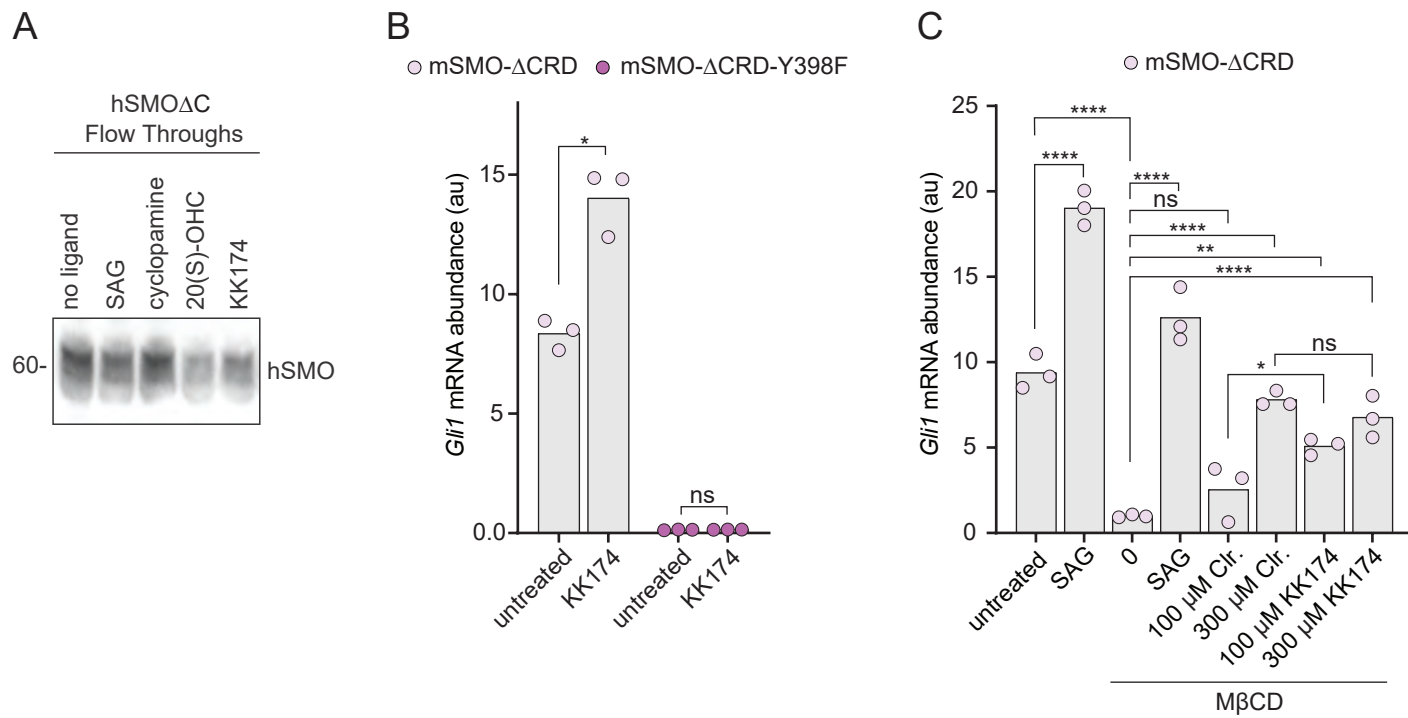 A
hSMOΔC
Flow Throughs
no ligand
SAG
cyclopamine
20(S)-OHC
KK174
60-
hSMO
B
mSMO-ΔCRD
mSMO-ΔCRD-Y398F
Gli1 mRNA abundance (au)
15
10
5
0.0
*
ns
untreated
KK174
untreated
KK174
C
mSMO-ΔCRD
Gli1 mRNA abundance (au)
25
20
15
10
5
0
****
****
****
ns
****
**
****
ns
*
untreated
SAG
0
SAG
100 µM Clr.
300 µM Clr.
100 µM KK174
300 µM KK174
MβCD